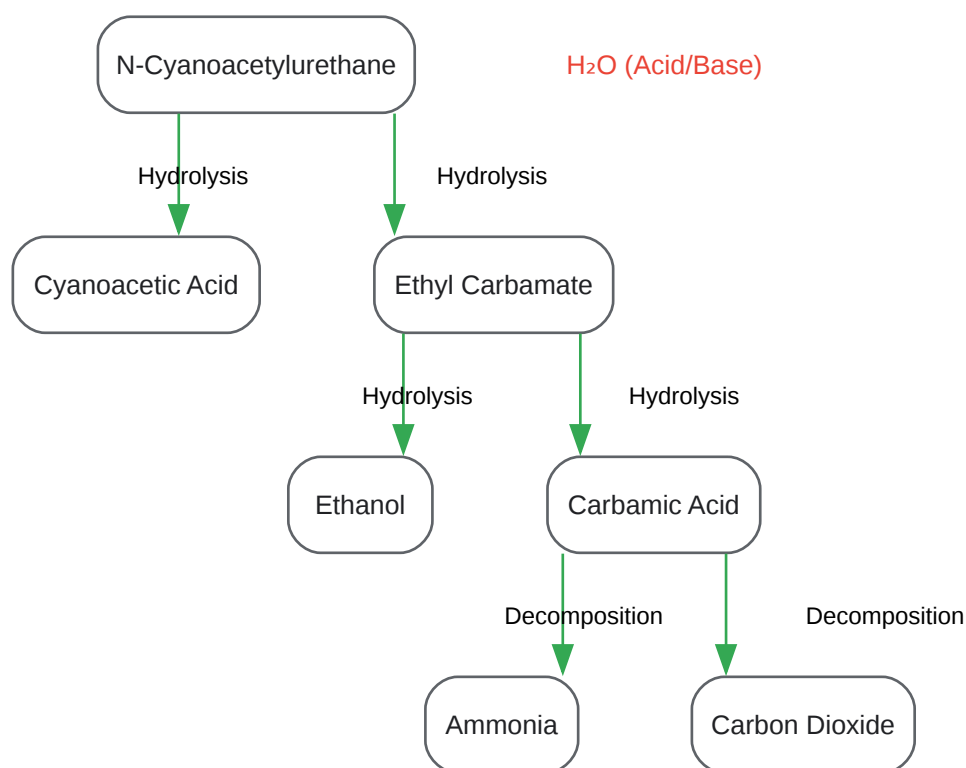 N-Cyanoacetylurethane
H₂O (Acid/Base)
Hydrolysis
Hydrolysis
Cyanoacetic Acid
Ethyl Carbamate
Hydrolysis
Hydrolysis
Ethanol
Carbamic Acid
Decomposition
Decomposition
Ammonia
Carbon Dioxide